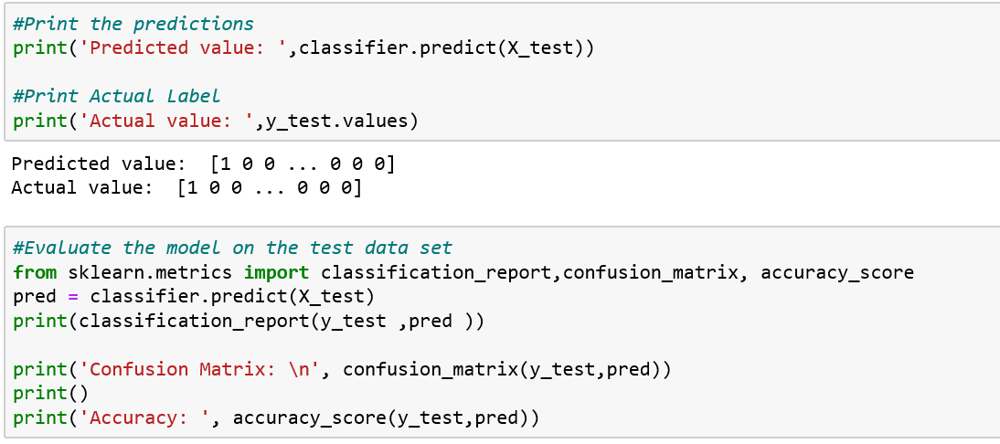 #Print the predictions
print('Predicted value: ',classifier.predict(X_test))
#Print Actual Label
print('Actual value: ',y_test.values)
Predicted value:  [1 0 0 ... 0 0 0]
Actual value:  [1 0 0 ... 0 0 0]
#Evaluate the model on the test data set
from sklearn.metrics import classification_report,confusion_matrix, accuracy_score
pred = classifier.predict(X_test)
print(classification_report(y_test ,pred ))
print('Confusion Matrix: \n', confusion_matrix(y_test,pred))
print()
print('Accuracy: ', accuracy_score(y_test,pred))